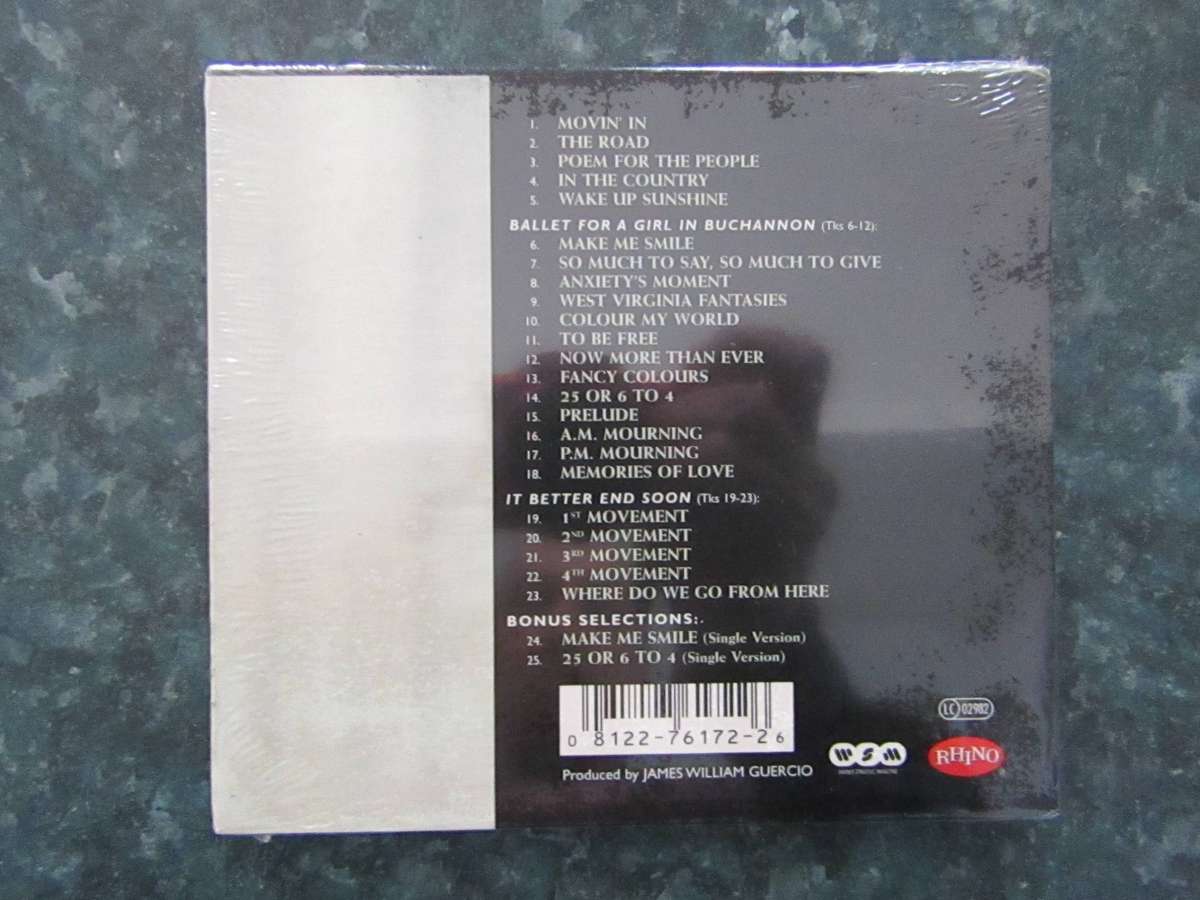 1. MOVIN' IN
2. THE ROAD
3. POEM FOR THE PEOPLE
4. IN THE COUNTRY
5. WAKE UP SUNSHINE
BALLET FOR A GIRL IN BUCHANNON (Tks 6-12):
6. MAKE ME SMILE
7. SO MUCH TO SAY, SO MUCH TO GIVE
8. ANXIETY'S MOMENT
9. WEST VIRGINIA FANTASIES
10. COLOUR MY WORLD
11. TO BE FREE
12. NOW MORE THAN EVER
13. FANCY COLOURS
14. 25 OR 6 TO 4
15. PRELUDE
16. A.M. MOURNING
17. P.M. MOURNING
18. MEMORIES OF LOVE
IT BETTER END SOON (Tks 19-23):
19. 1ST MOVEMENT
20. 2ND MOVEMENT
21. 3RD MOVEMENT
22. 4TH MOVEMENT
23. WHERE DO WE GO FROM HERE
BONUS SELECTIONS:.
24. MAKE ME SMILE (Single Version)
25. 25 OR 6 TO 4 (Single Version)
0 8122-76172-2 6
LC 02982
WSM
RHINO
Produced by JAMES WILLIAM GUERCIO